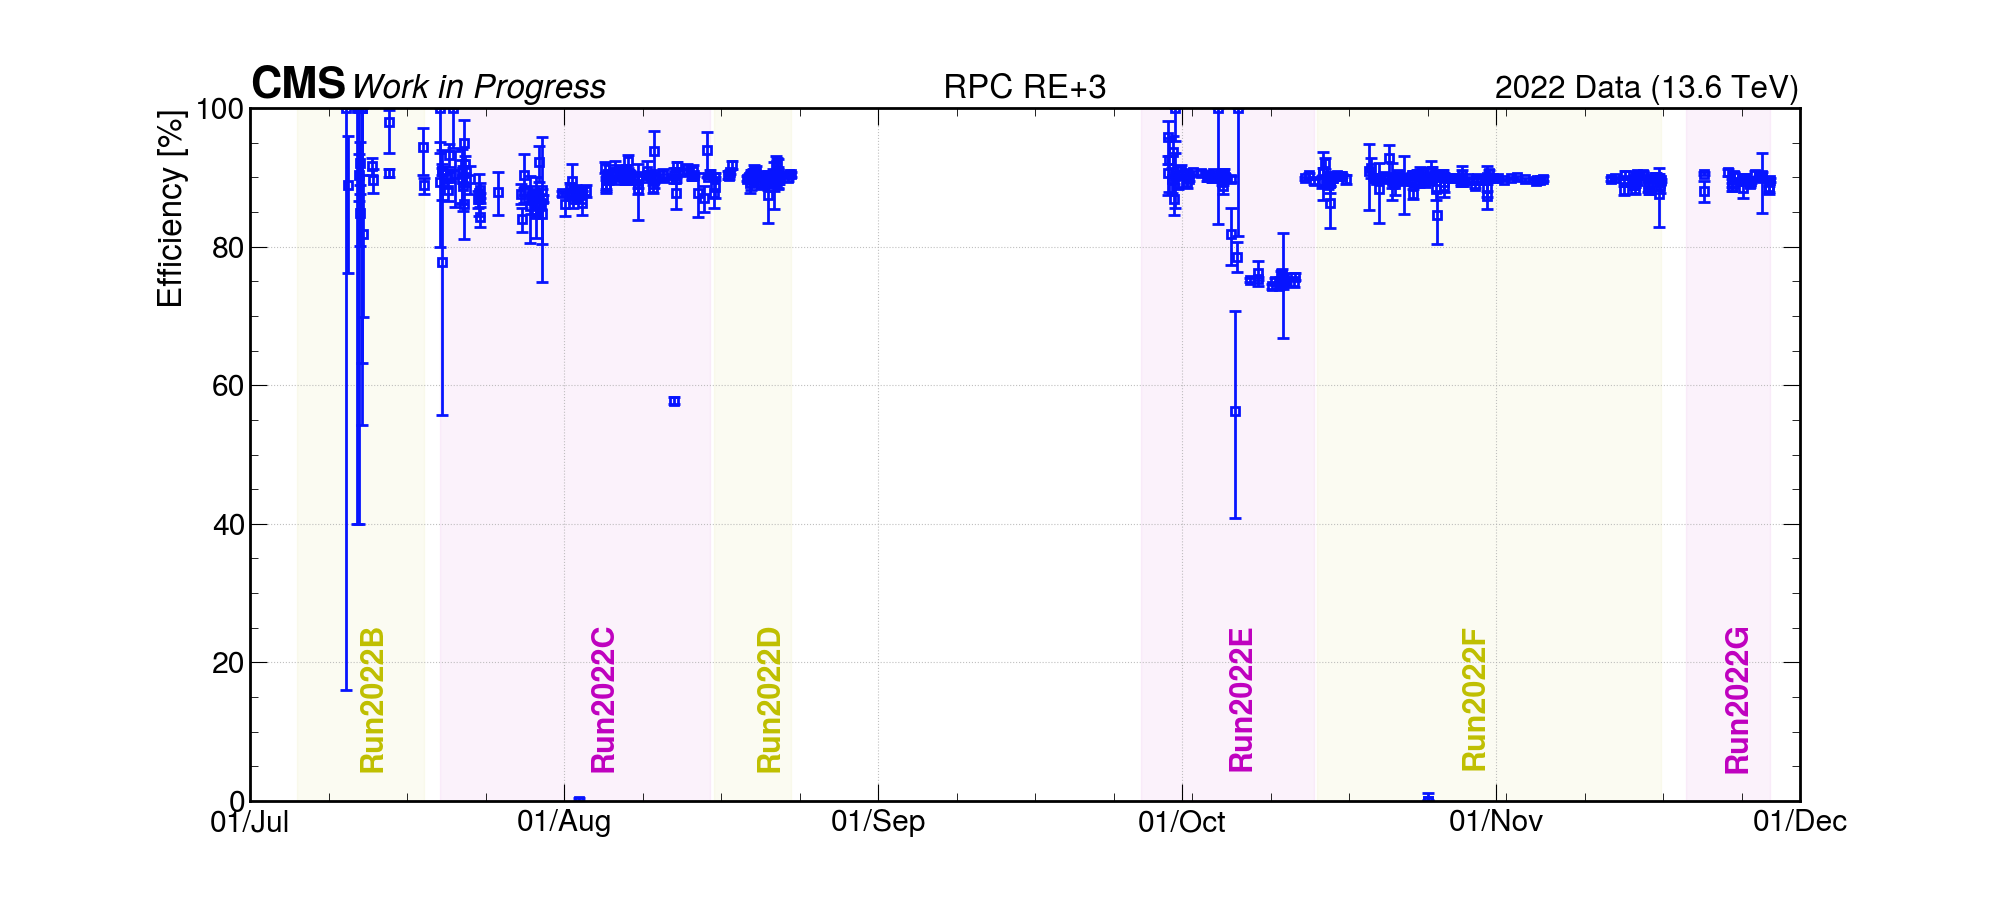 CMS Work in Progress RPC RE+3 2022 Data (13.6 TeV)
Efficiency [%]
100
80
60
40
20
0
Run2022B
Run2022C
Run2022D
Run2022E
Run2022F
Run2022G
01/Jul 01/Aug 01/Sep 01/Oct 01/Nov 01/Dec